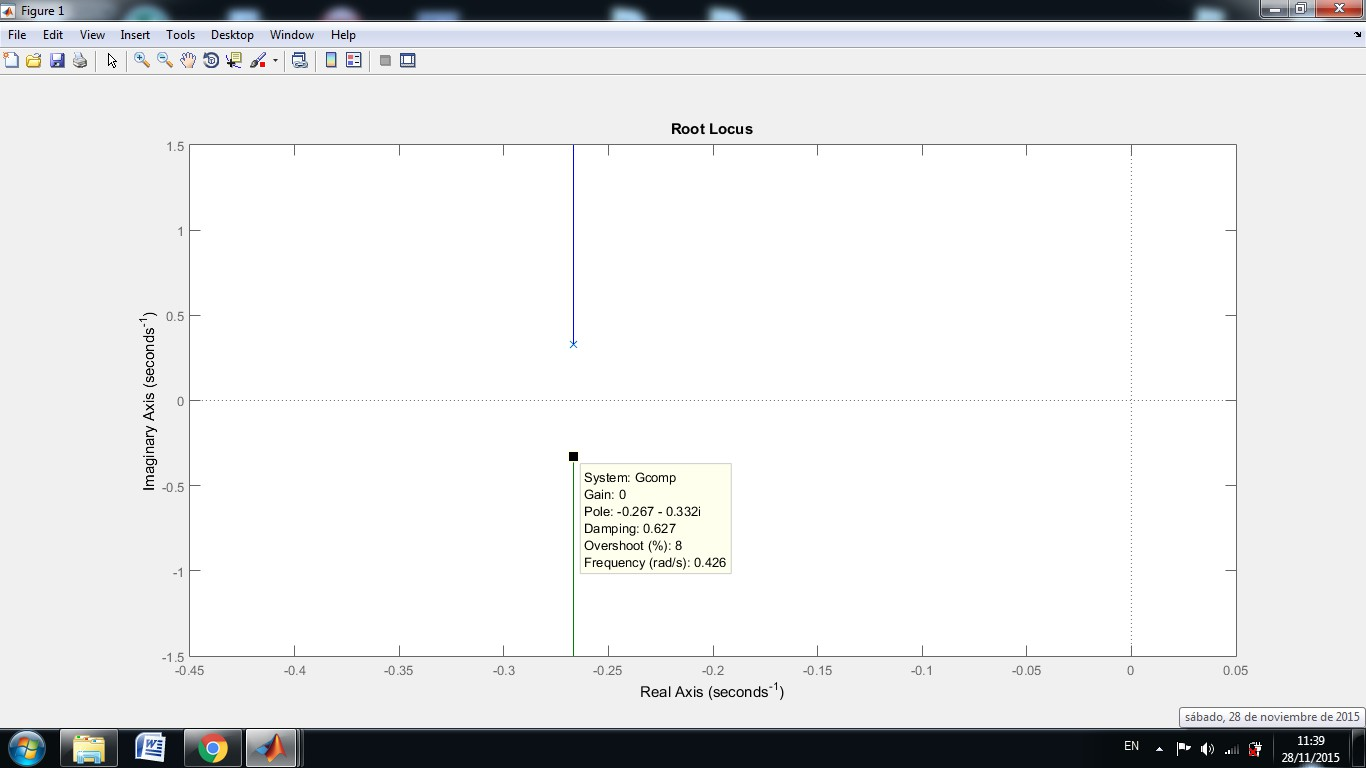 Figure 1
File Edit View Insert Tools Desktop Window Help
Root Locus
1.5
1
0.5
0
-0.5
-1
-1.5
Imaginary Axis (seconds-1)
System: Gcomp
Gain: 0
Pole: -0.267 - 0.332i
Damping: 0.627
Overshoot (%): 8
Frequency (rad/s): 0.426
-0.45 -0.4 -0.35 -0.3 -0.25 -0.2 -0.15 -0.1 -0.05 0 0.05
Real Axis (seconds-1)
sábado, 28 de noviembre de 2015
EN
11:39
28/11/2015